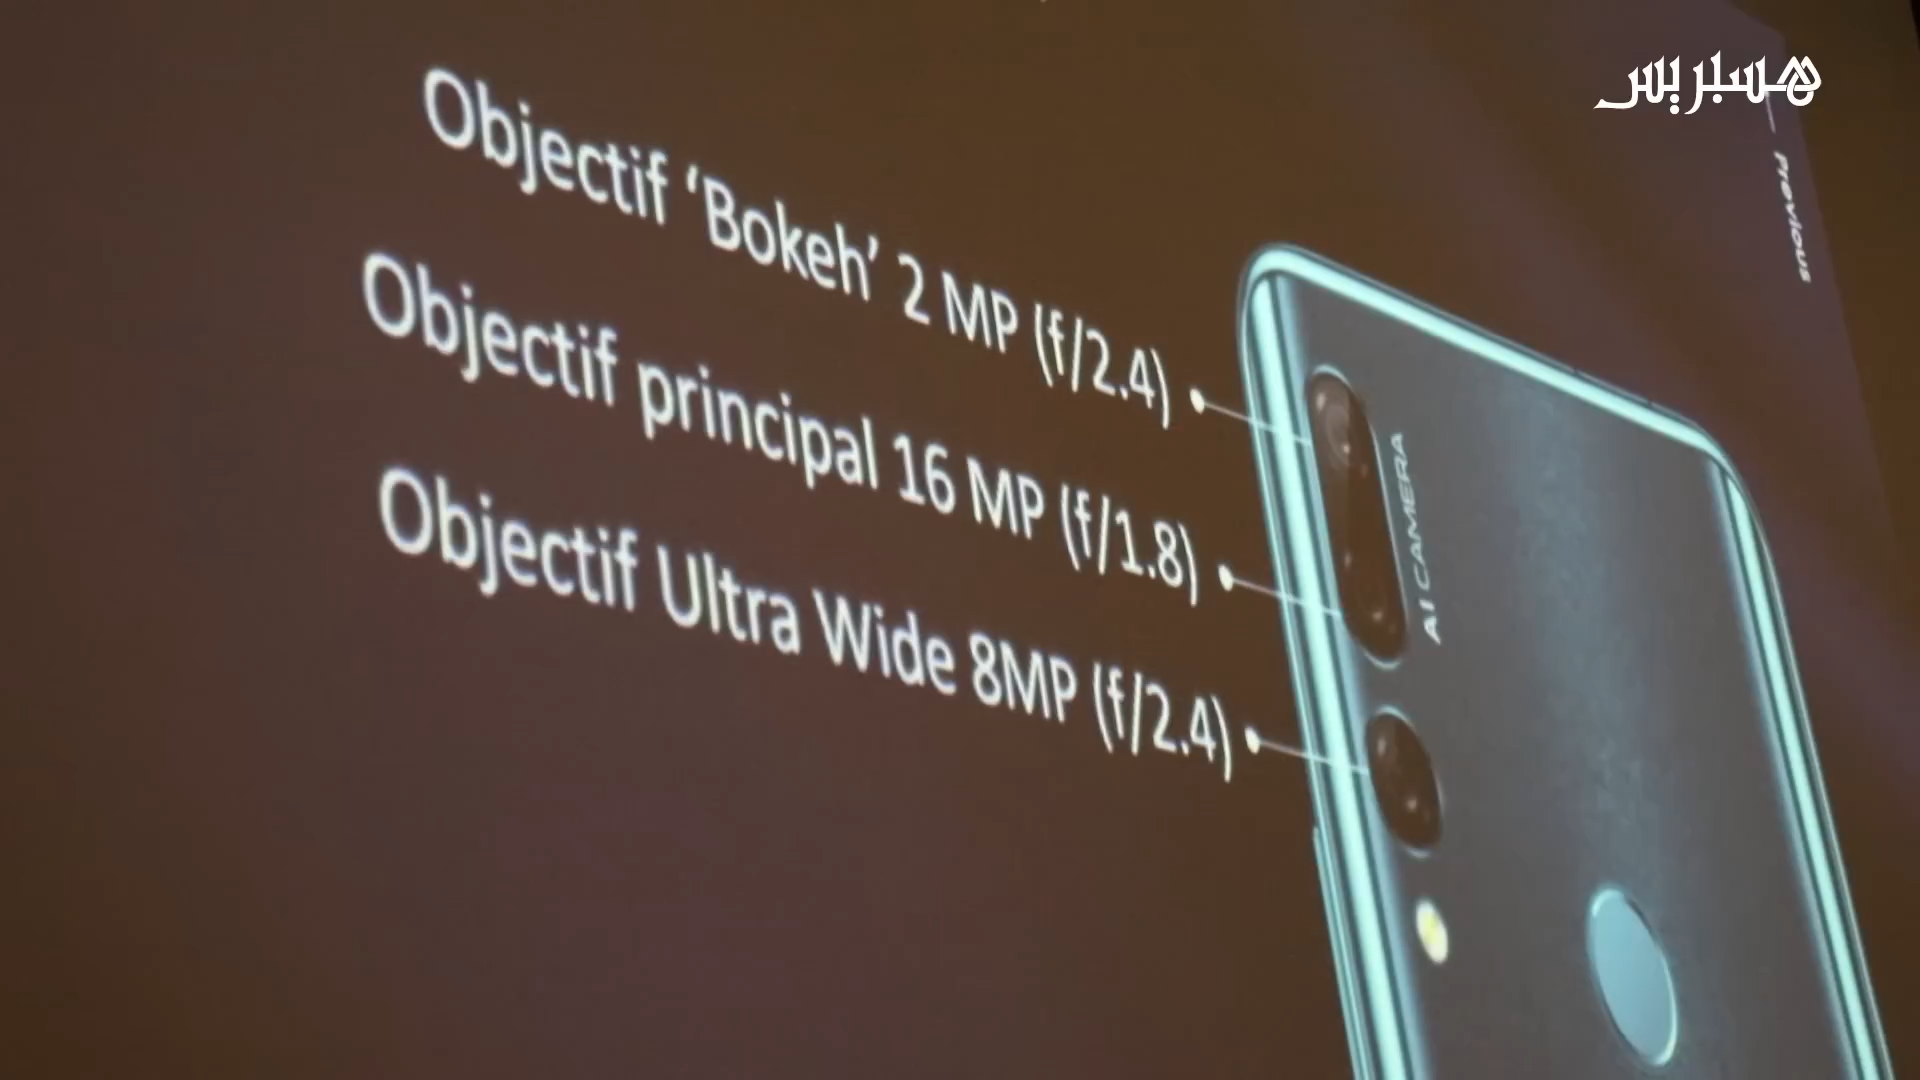 هسبريس
Previous
Objectif ‘Bokeh’ 2 MP (f/2.4)
Objectif principal 16 MP (f/1.8)
Objectif Ultra Wide 8MP (f/2.4)
AI CAMERA